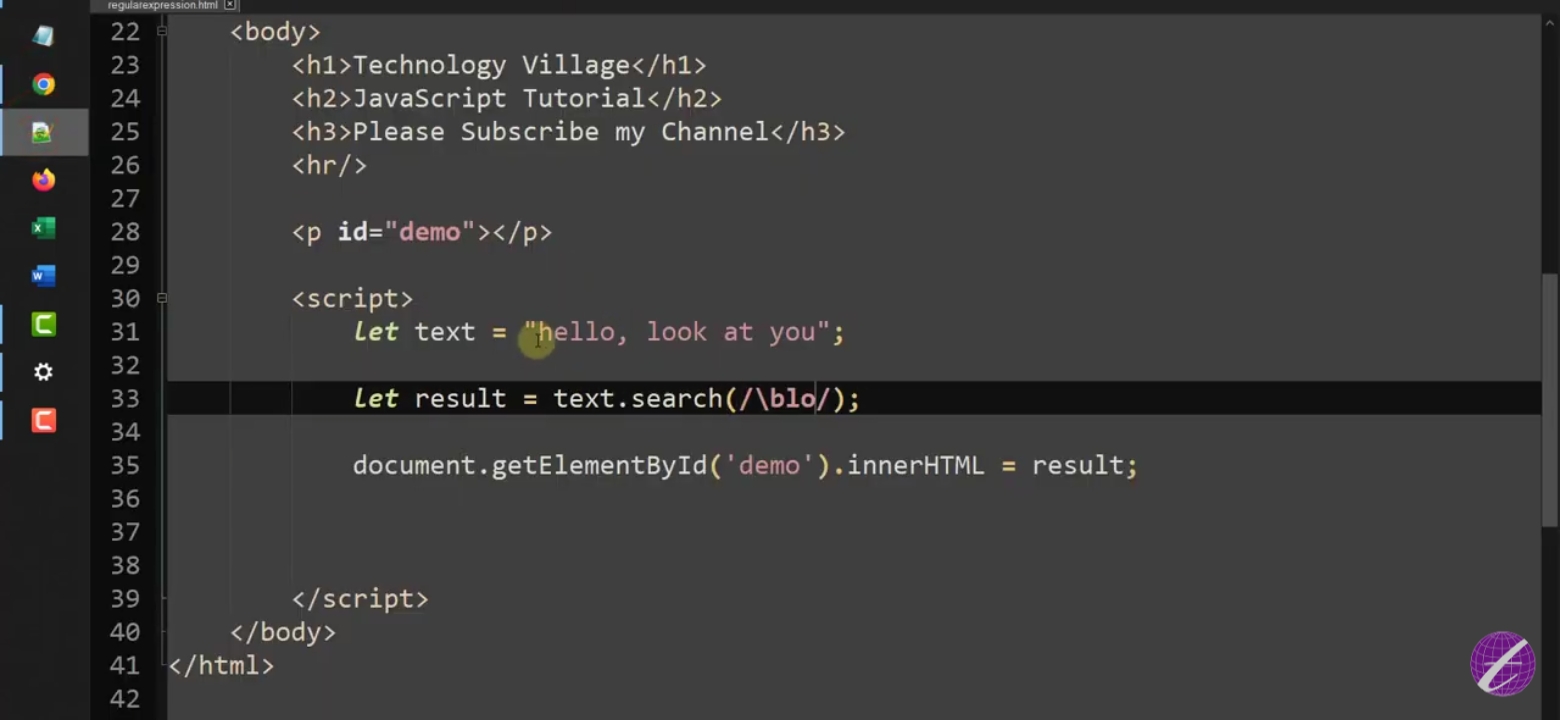 regularexpression.html
22 <body>
23 <h1>Technology Village</h1>
24 <h2>JavaScript Tutorial</h2>
25 <h3>Please Subscribe my Channel</h3>
26 <hr/>
27
28 <p id="demo"></p>
29
30 <script>
31 let text = "hello, look at you";
32
33 let result = text.search(/\blo/);
34
35 document.getElementById('demo').innerHTML = result;
36
37
38
39 </script>
40 </body>
41 </html>
42